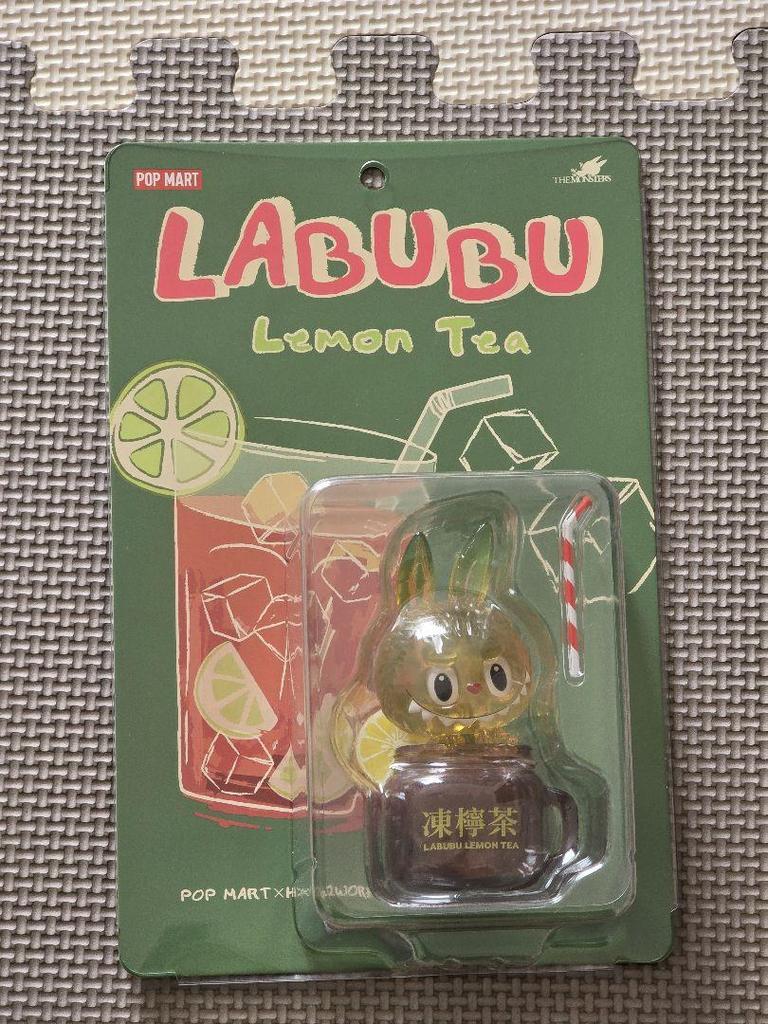 POP MART
THE MONSTERS
LABUBU
Lemon Tea
凍檸茶
LABUBU LEMON TEA
POP MART ×